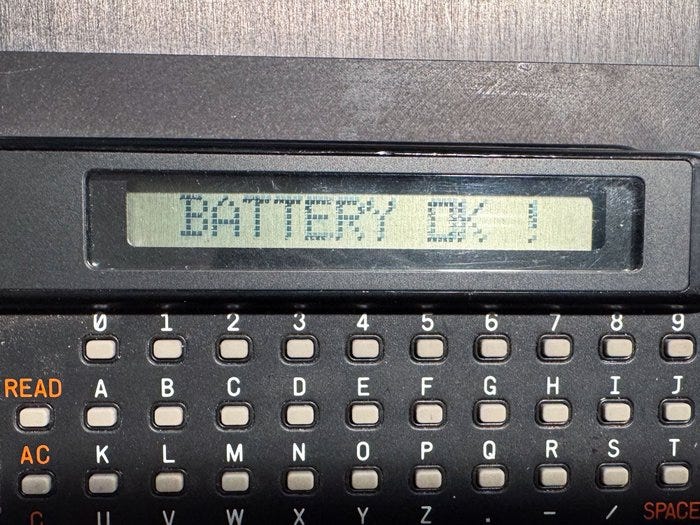 BATTERY OK !
0 1 2 3 4 5 6 7 8 9
READ A B C D E F G H I J
AC K L M N O P Q R S T
C U V W X Y Z . - / SPACE